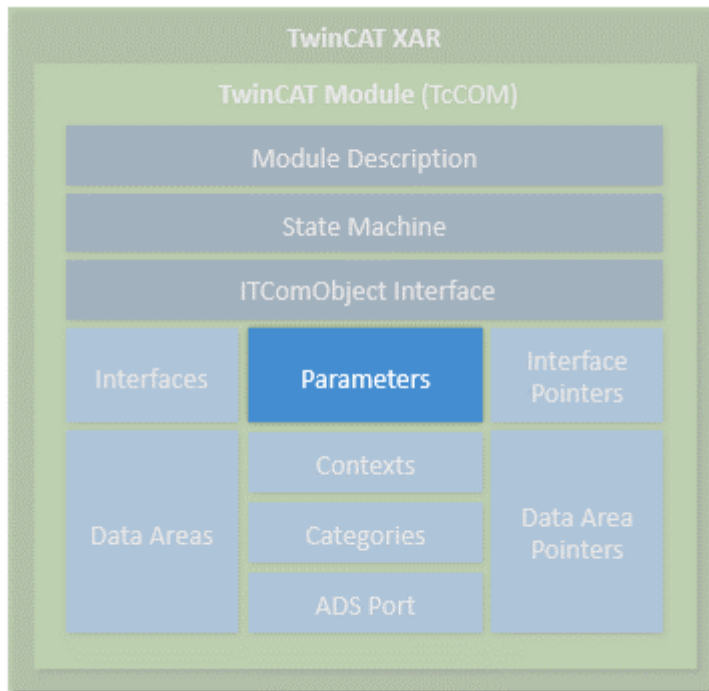 TwinCAT XAR
TwinCAT Module (TcCOM)
Module Description
State Machine
ITComObject Interface
Interfaces
Parameters
Interface
Pointers
Data Areas
Contexts
Categories
ADS Port
Data Area
Pointers